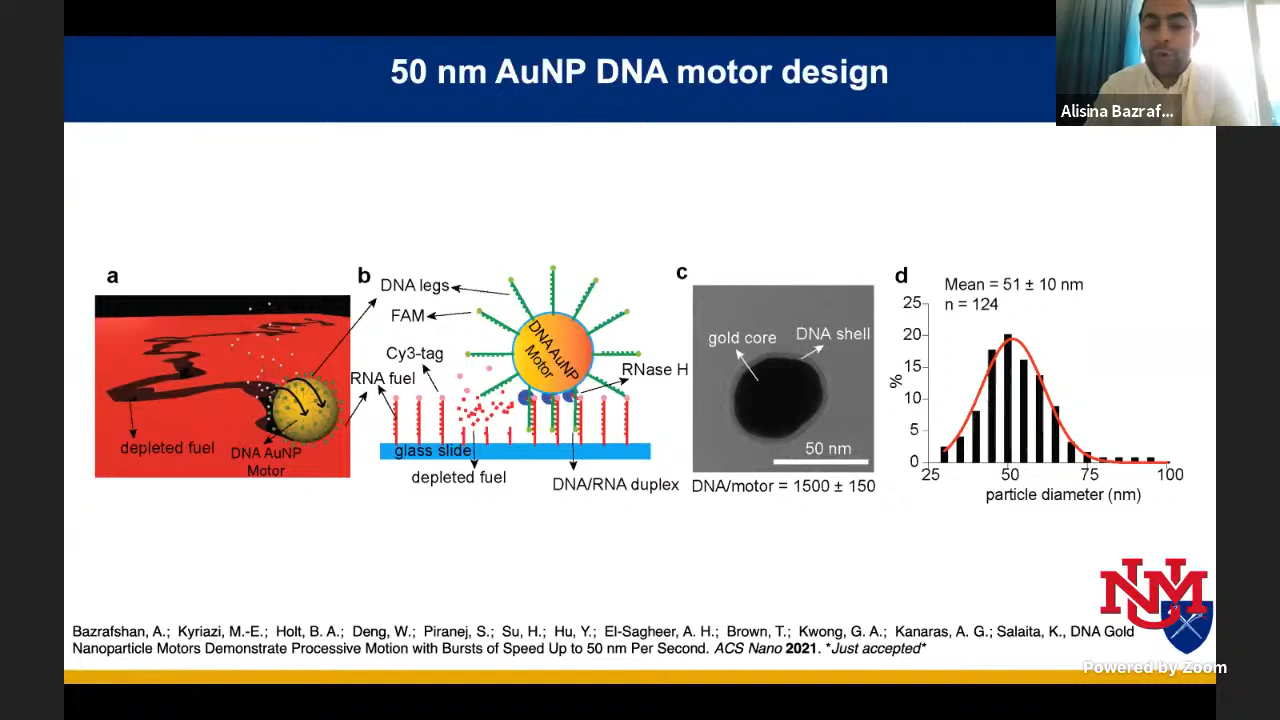 50 nm AuNP DNA motor design
Alisina Bazraf...
a
depleted fuel
DNA AuNP
Motor
b
DNA legs
FAM
Cy3-tag
RNA fuel
DNA AuNP
Motor
RNase H
glass slide
depleted fuel
DNA/RNA duplex
c
gold core
DNA shell
50 nm
DNA/motor = 1500 ± 150
d
Mean = 51 ± 10 nm
n = 124
25
20
15
10
5
0
%
25
50
75
100
particle diameter (nm)
UNM
Bazrafshan, A.; Kyriazi, M.-E.; Holt, B. A.; Deng, W.; Piranej, S.; Su, H.; Hu, Y.; El-Sagheer, A. H.; Brown, T.; Kwong, G. A.; Kanaras, A. G.; Salaita, K., DNA Gold
Nanoparticle Motors Demonstrate Processive Motion with Bursts of Speed Up to 50 nm Per Second. ACS Nano 2021. *Just accepted*
Powered by Zoom